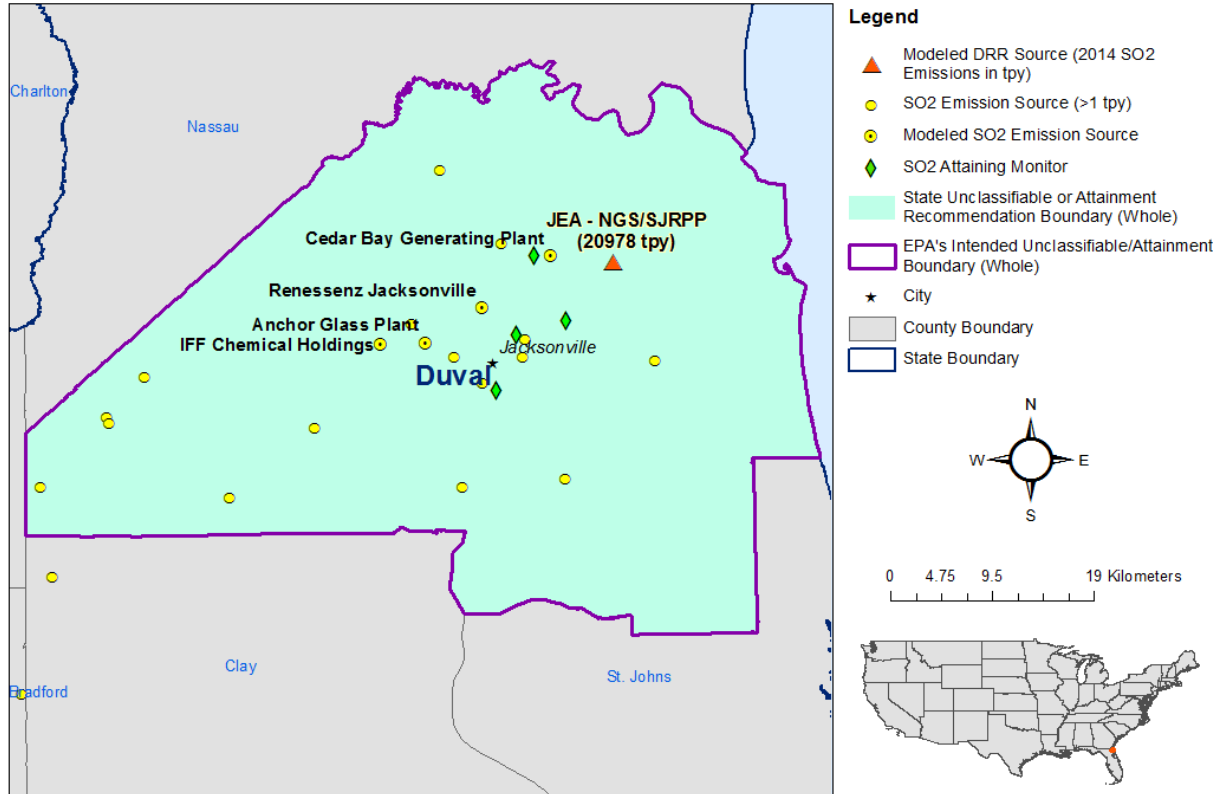 Charlton
Nassau
JEA - NGS/SJRPP
(20978 tpy)
Cedar Bay Generating Plant
Renessenz Jacksonville
Anchor Glass Plant
IFF Chemical Holdings
Jacksonville
Duval
Clay
St. Johns
Bradford
Legend
Modeled DRR Source (2014 SO2
Emissions in tpy)
SO2 Emission Source (>1 tpy)
Modeled SO2 Emission Source
SO2 Attaining Monitor
State Unclassifiable or Attainment
Recommendation Boundary (Whole)
EPA's Intended Unclassifiable/Attainment
Boundary (Whole)
City
County Boundary
State Boundary
N
W E
S
0 4.75 9.5 19 Kilometers